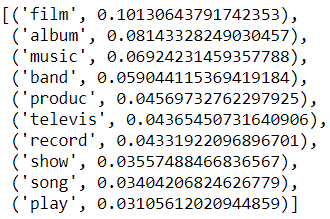 [('film', 0.10130643791742353),
('album', 0.08143328249030457),
('music', 0.06924231459357788),
('band', 0.059044115369419184),
('produc', 0.04569732762297925),
('televis', 0.04365450731640906),
('record', 0.04331922096896701),
('show', 0.03557488466836567),
('song', 0.03404206824626779),
('play', 0.03105612020944859)]